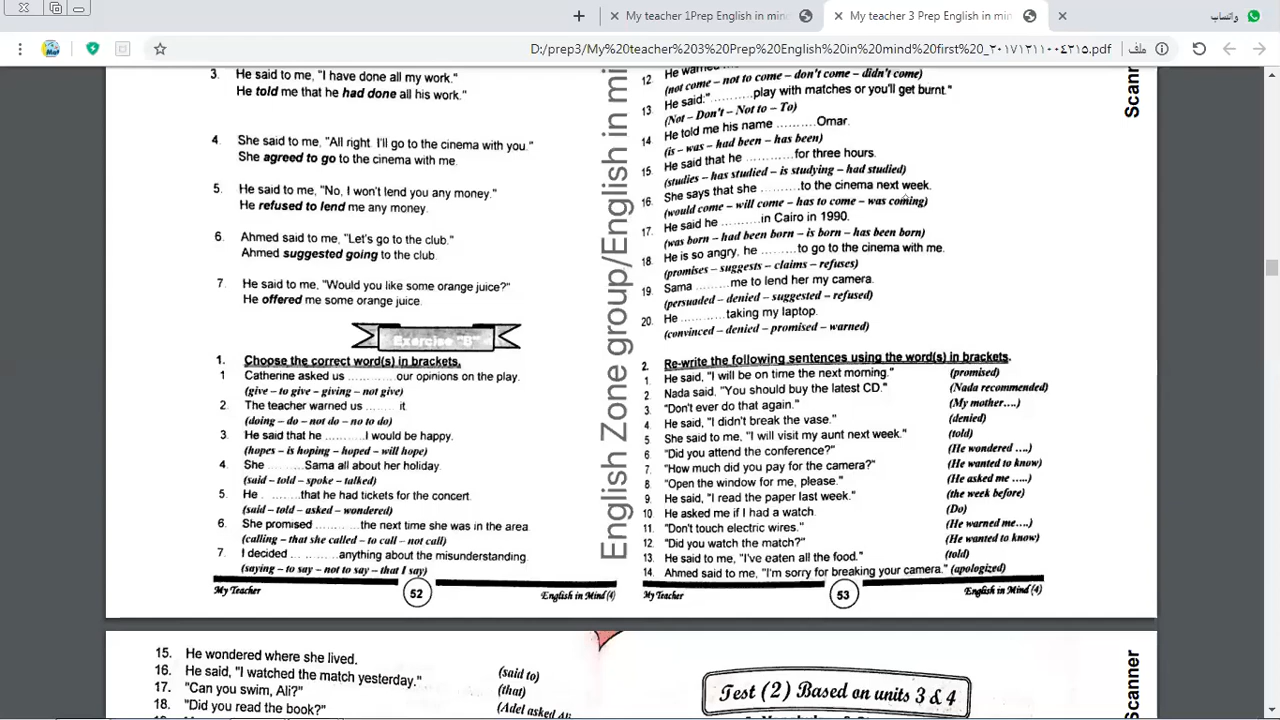 My teacher 1Prep English in min
My teacher 3 Prep English in min
واتساب
D:/prep3/My%20teacher%203%20Prep%20English%20in%20mind%20first%20_٢٠١٧١٢١١٠٠٤٢١٥.pdf
ملف
3. He said to me, "I have done all my work."
He told me that he had done all his work."
4. She said to me, "All right. I'll go to the cinema with you."
She agreed to go to the cinema with me.
5. He said to me, "No, I won't lend you any money."
He refused to lend me any money.
6. Ahmed said to me, "Let's go to the club."
Ahmed suggested going to the club.
7. He said to me, "Would you like some orange juice?"
He offered me some orange juice.
Exercise "B"
1. Choose the correct word(s) in brackets.
1 Catherine asked us ............ our opinions on the play.
(give – to give – giving – not give)
2. The teacher warned us ........ it.
(doing – do – not do – no to do)
3. He said that he .......... I would be happy.
(hopes – is hoping – hoped – will hope)
4. She ......... Sama all about her holiday.
(said – told – spoke – talked)
5. He ......... that he had tickets for the concert.
(said – told – asked – wondered)
6. She promised ............ the next time she was in the area.
(calling – that she called – to call – not call)
7. I decided ............ anything about the misunderstanding.
(saying – to say – not to say – that I say)
My Teacher 52 English in Mind (4)
English Zone group/English in mi
12. He warned
(not come – not to come – don't come – didn't come)
13. He said:" .......... play with matches or you'll get burnt."
(Not – Don't – Not to – To)
14. He told me his name .......... Omar.
(is – was – had been – has been)
15. He said that he ............ for three hours.
(studies – has studied – is studying – had studied)
16. She says that she .......... to the cinema next week.
(would come – will come – has to come – was coming)
17. He said he .......... in Cairo in 1990.
(was born – had been born – is born – has been born)
18. He is so angry, he ......... to go to the cinema with me.
(promises – suggests – claims – refuses)
19. Sama ......... me to lend her my camera.
(persuaded – denied – suggested – refused)
20. He ............ taking my laptop.
(convinced – denied – promised – warned)
2. Re-write the following sentences using the word(s) in brackets.
1. He said, "I will be on time the next morning." (promised)
2. Nada said, "You should buy the latest CD." (Nada recommended)
3. "Don't ever do that again." (My mother....)
4. He said, "I didn't break the vase." (denied)
5 She said to me, "I will visit my aunt next week." (told)
6. "Did you attend the conference?" (He wondered ....)
7. "How much did you pay for the camera?" (He wanted to know)
8. "Open the window for me, please." (He asked me .....)
9. He said, "I read the paper last week." (the week before)
10. He asked me if I had a watch. (Do)
11. "Don't touch electric wires." (He warned me....)
12. "Did you watch the match?" (He wanted to know)
13. He said to me, "I've eaten all the food." (told)
14. Ahmed said to me, "I'm sorry for breaking your camera." (apologized)
My Teacher 53 English in Mind (4)
Scann
15. He wondered where she lived.
16. He said, "I watched the match yesterday." (said to)
17. "Can you swim, Ali?" (that)
18. "Did you read the book?" (Adel asked Ali
Test (2) Based on units 3 & 4
Scanner